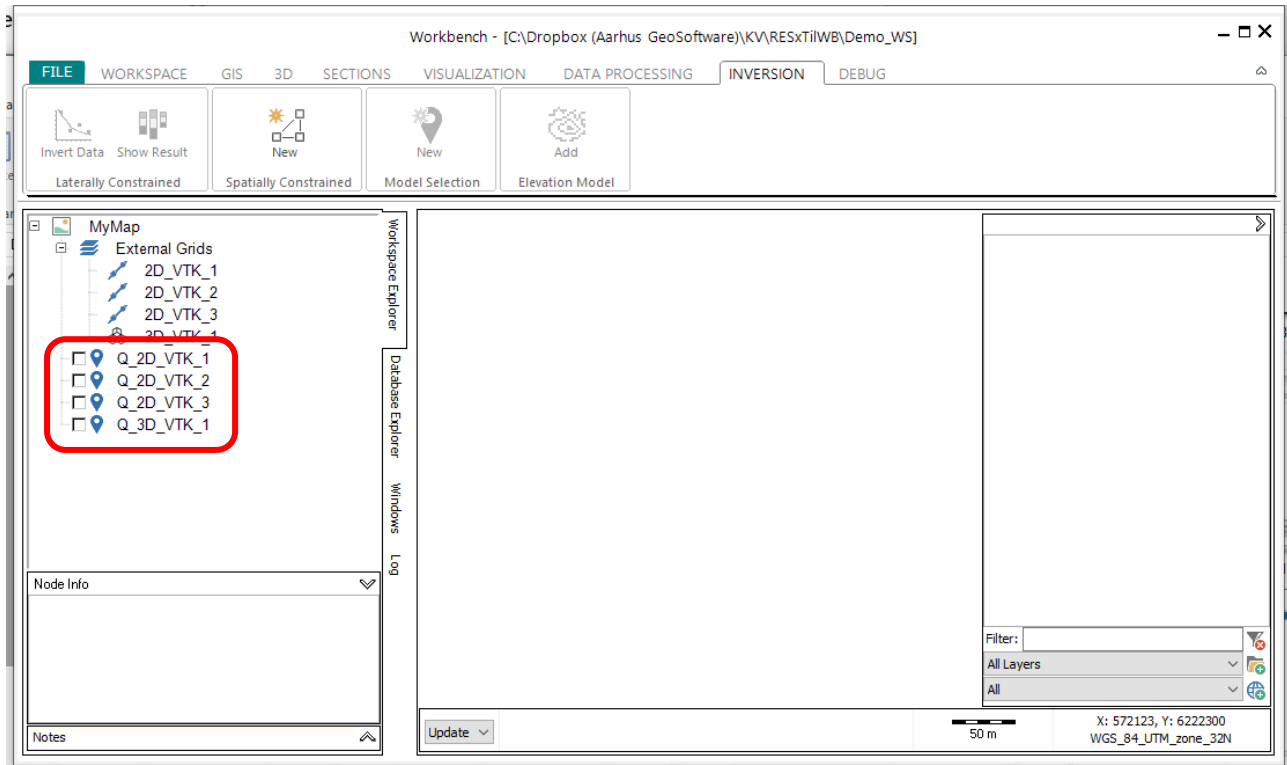 Workbench - [C:\Dropbox (Aarhus GeoSoftware)\KV\RESxTilWB\Demo_WS]
FILE WORKSPACE GIS 3D SECTIONS VISUALIZATION DATA PROCESSING INVERSION DEBUG
Invert Data Show Result New New Add
Laterally Constrained Spatially Constrained Model Selection Elevation Model
MyMap
External Grids
2D_VTK_1
2D_VTK_2
2D_VTK_3
3D_VTK_1
Q_2D_VTK_1
Q_2D_VTK_2
Q_2D_VTK_3
Q_3D_VTK_1
Workspace Explorer
Database Explorer
Windows
Log
Node Info
Notes
Filter:
All Layers
All
Update
50 m
X: 572123, Y: 6222300
WGS_84_UTM_zone_32N